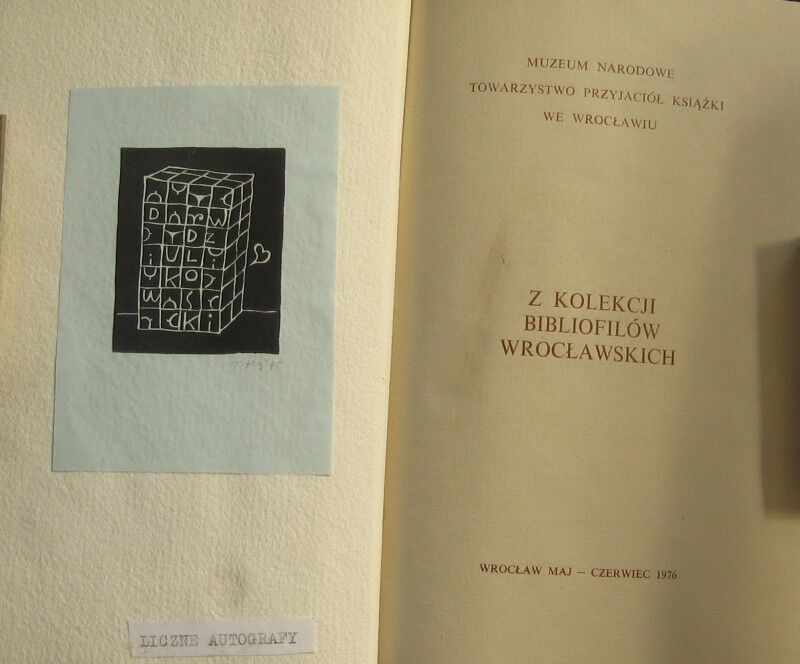 LICZNE AUTOGRAFY
MUZEUM NARODOWE
TOWARZYSTWO PRZYJACIÓŁ KSIĄŻKI
WE WROCŁAWIU
Z KOLEKCJI
BIBLIOFILÓW
WROCŁAWSKICH
WROCŁAW MAJ – CZERWIEC 1976